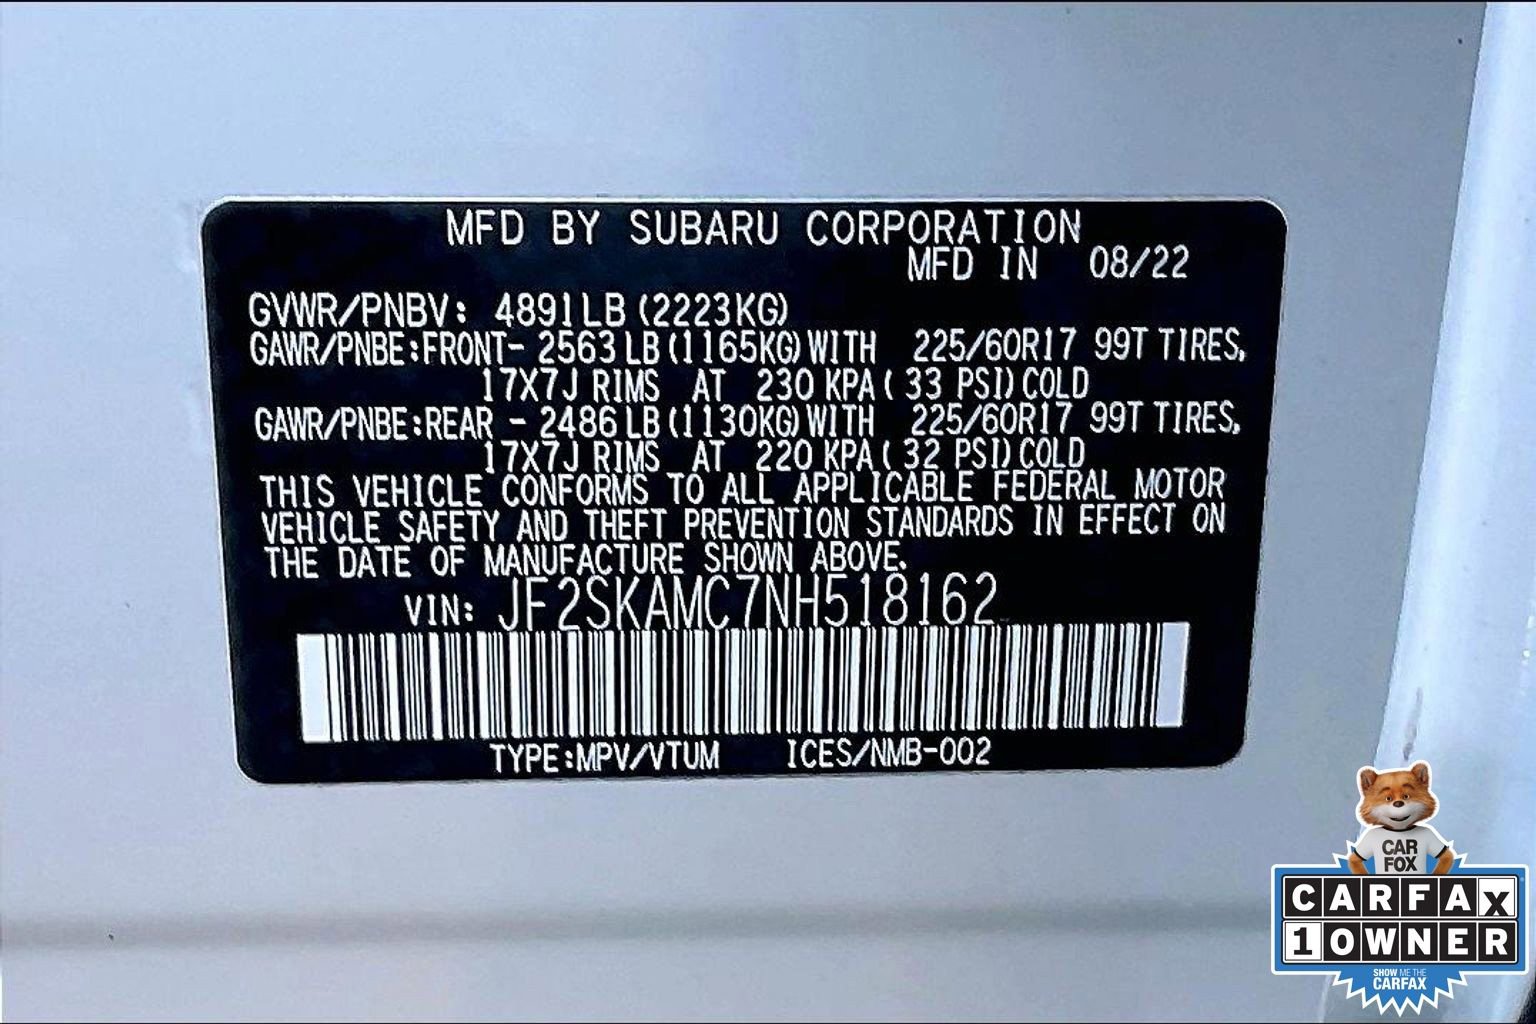 MFD BY SUBARU CORPORATION
MFD IN 08/22
GVWR/PNBV: 4891LB (2223KG)
GAWR/PNBE:FRONT- 2563 LB (1165KG) WITH 225/60R17 99T TIRES,
17X7J RIMS AT 230 KPA ( 33 PSI) COLD
GAWR/PNBE:REAR - 2486 LB (1130KG) WITH 225/60R17 99T TIRES,
17X7J RIMS AT 220 KPA ( 32 PSI) COLD
THIS VEHICLE CONFORMS TO ALL APPLICABLE FEDERAL MOTOR
VEHICLE SAFETY AND THEFT PREVENTION STANDARDS IN EFFECT ON
THE DATE OF MANUFACTURE SHOWN ABOVE.
VIN: JF2SKAMC7NH518162
TYPE:MPV/VTUM ICES/NMB-002
CAR
FOX
CARFAX
1 OWNER
SHOW ME THE
CARFAX